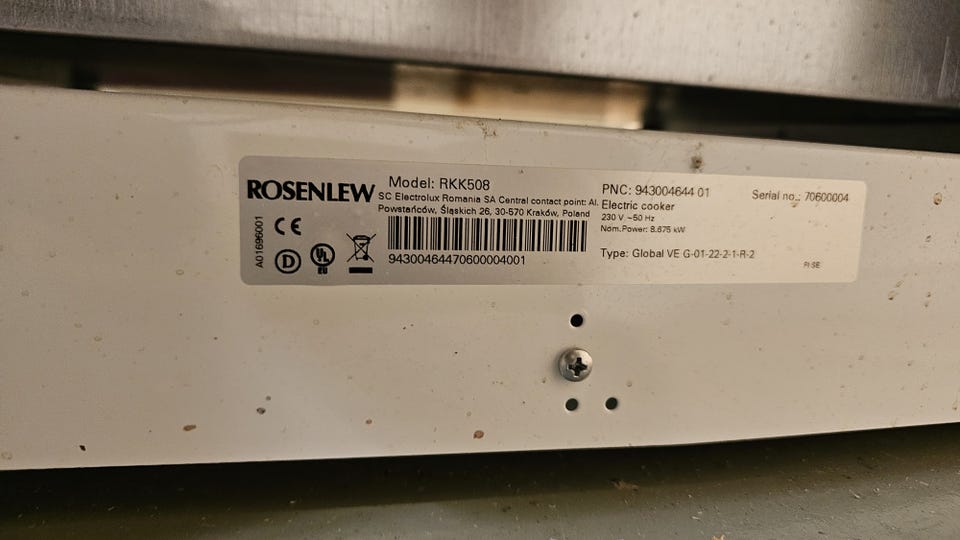 ROSENLEW
Model: RKK508
SC Electrolux Romania SA Central contact point: Al.
Powstańców, Śląskich 26, 30-570 Kraków, Poland
94300464470600004001
A01696001
CE
D
UL
EU
PNC: 943004644 01
Electric cooker
230 V ~50 Hz
Nom.Power: 8.675 kW
Type: Global VE G-01-22-2-1-R-2
Serial no.: 70600004